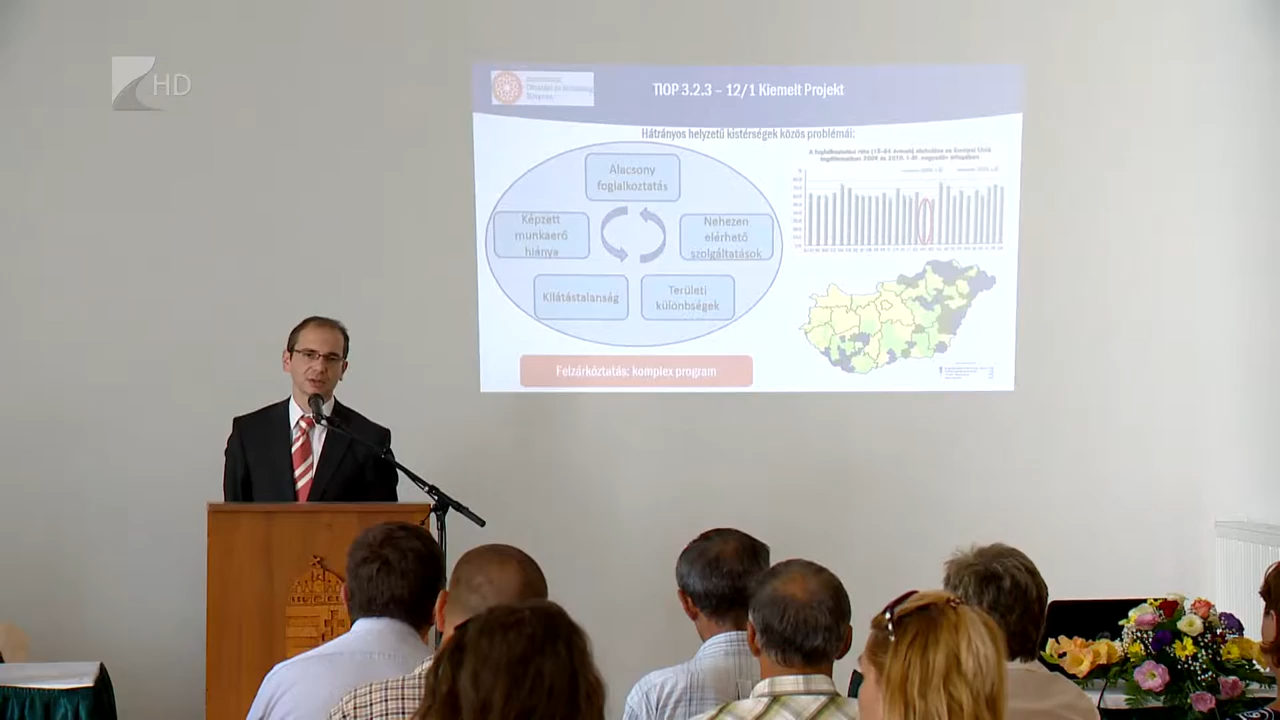 HD
TIOP 3.2.3 – 12/1 Kiemelt Projekt
Hátrányos helyzetű kistérségek közös problémái:
Alacsony
foglalkoztatás
Képzett
munkaerő
hiánya
Nehezen
elérhető
szolgáltatások
Kilátástalanság
Területi
különbségek
Felzárkóztatás: komplex program